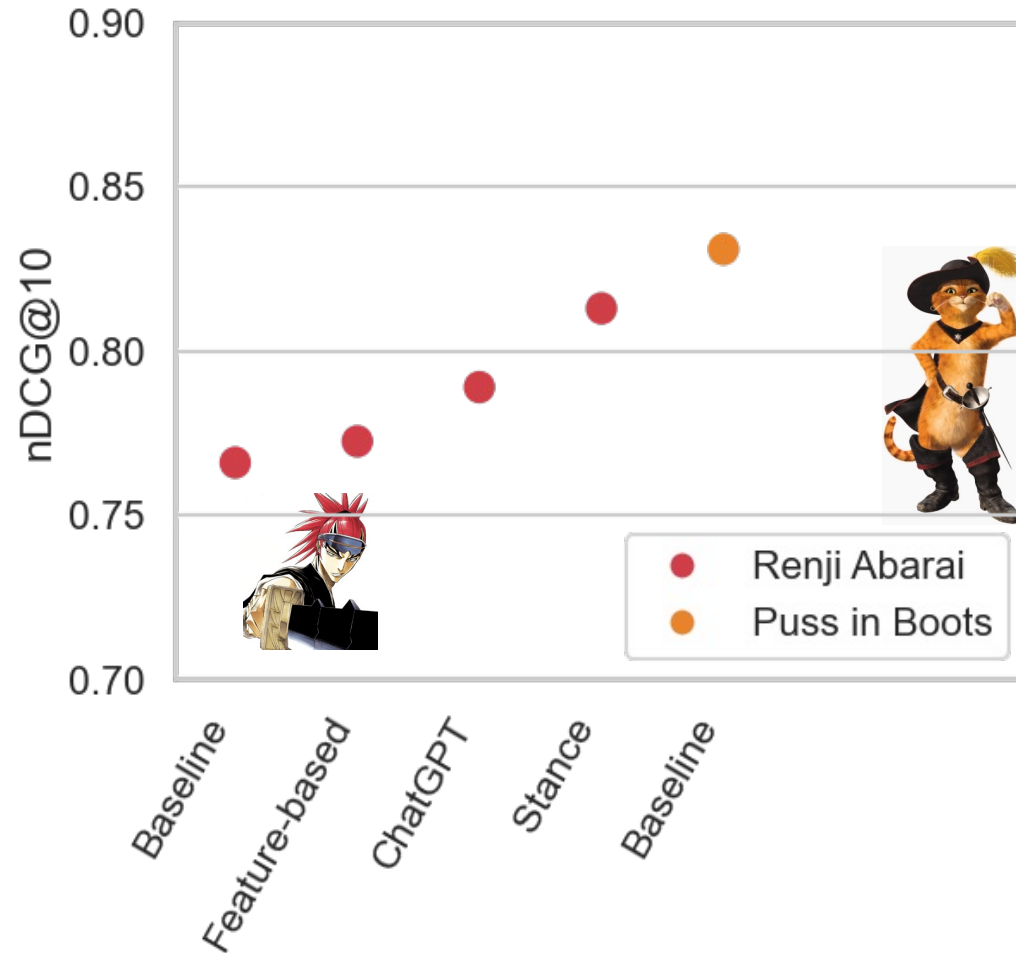 0.90
0.85
0.80
0.75
0.70
nDCG@10
Renji Abarai
Puss in Boots
Baseline
Feature-based
ChatGPT
Stance
Baseline